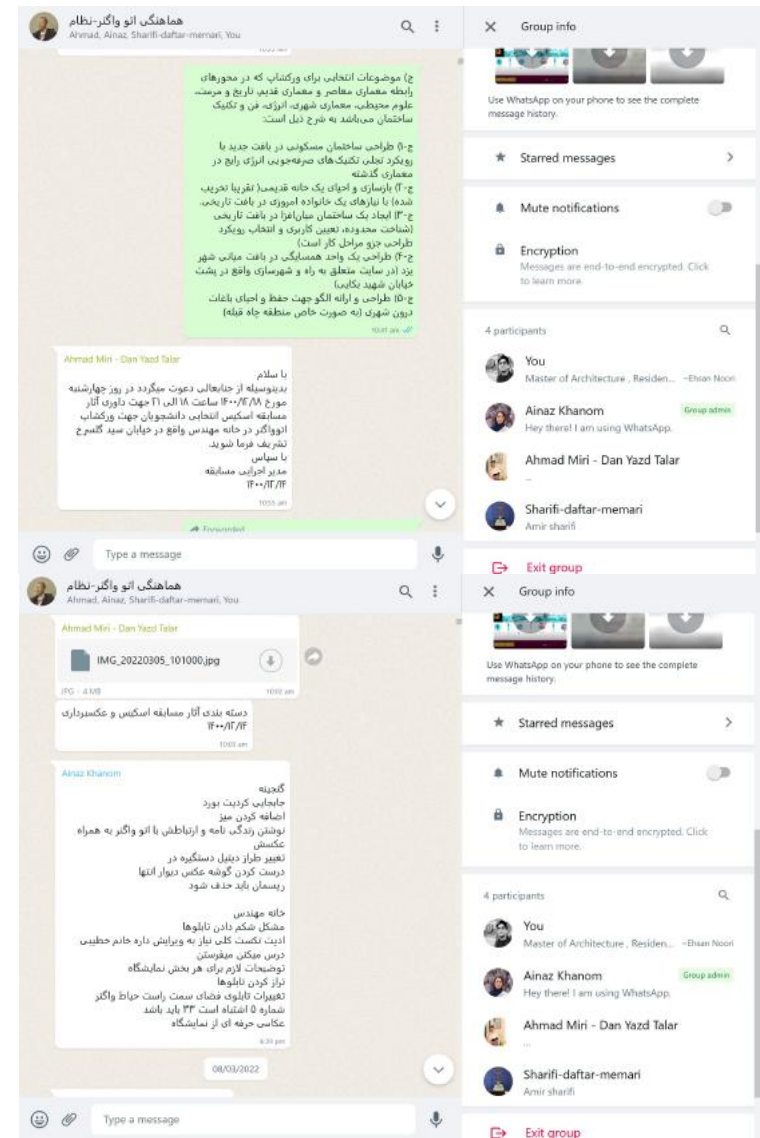 هماهنگی اتو واگنر-نظام
Ahmad, Ainaz, Sharifi-daftar-memari, You
ج) موضوعات انتخابی برای ورکشاپ که در محورهای
رابطه معماری معاصر و معماری قدیم، تاریخ و مرمت،
علوم محیطی، معماری شهری، انرژی، فن و تکنیک
ساختمان می‌باشد به شرح ذیل است:
ج-۱) طراحی ساختمان مسکونی در بافت جدید با
رویکرد تجلی تکنیک های صرفه‌جویی انرژی رایج در
معماری گذشته
ج-۲) بازسازی و احیای یک خانه قدیمی( تقریبا تخریب
شده) با نیازهای یک خانواده امروزی در بافت تاریخی.
ج-۳) ایجاد یک ساختمان میان‌افزا در بافت تاریخی
(شناخت محدوده، تعیین کاربری و انتخاب رویکرد
طراحی جزو مراحل کار است)
ج-۴) طراحی یک واحد همسایگی در بافت میانی شهر
یزد (در سایت متعلق به راه و شهرسازی واقع در پشت
خیابان شهید بکایی)
ج-۵) طراحی و ارائه الگو جهت حفظ و احیای باغات
درون شهری (به صورت خاص منطقه چاه قبله)
10:41 am
Ahmad Miri - Dan Yazd Talar
با سلام
بدینوسیله از جنابعالی دعوت میگردد در روز چهارشنبه
مورخ ۱۴۰۰/۱۲/۱۸ ساعت ۱۸ الی ۲۱ جهت داوری آثار
مسابقه اسکیس انتخابی دانشجویان جهت ورکشاپ
اتوواگنر در خانه مهندس واقع در خیابان سید گلسرخ
تشریف فرما شوید.
با سپاس
مدیر اجرایی مسابقه
۱۴۰۰/۱۲/۱۴
10:55 am
Forwarded
Type a message
Group info
Use WhatsApp on your phone to see the complete
message history.
Starred messages
Mute notifications
Encryption
Messages are end-to-end encrypted. Click
to learn more.
4 participants
You
Master of Architecture , Residen... ~Ehsan Noori
Ainaz Khanom
Group admin
Hey there! I am using WhatsApp.
Ahmad Miri - Dan Yazd Talar
...
Sharifi-daftar-memari
Amir sharifi
Exit group
هماهنگی اتو واگنر-نظام
Ahmad, Ainaz, Sharifi-daftar-memari, You
Ahmad Miri - Dan Yazd Talar
IMG_20220305_101000.jpg
JPG - 4 MB
10:02 am
دسته بندی آثار مسابقه اسکیس و عکسبرداری
۱۴۰۰/۱۲/۱۴
10:03 am
Ainaz Khanom
گنجینه
جابجایی کردیت بورد
اضافه کردن میز
نوشتن زندگی نامه و ارتباطش با اتو واگنر به همراه
عکسش
تغییر طراز دیتیل دستگیره در
درست کردن گوشه عکس دیوار انتها
ریسمان باید حذف شود
خانه مهندس
مشکل شکم دادن تابلوها
ادیت تکست کلی نیاز به ویرایش داره خانم خطیبی
درس میکنن میفرستن
توضیحات لازم برای هر بخش نمایشگاه
تراز کردن تابلوها
تغییرات تابلوی فضای سمت راست حیاط واگنر
شماره ۵ اشتباه است ۳۳ باید باشد
عکاسی حرفه ای از نمایشگاه
6:39 pm
08/03/2022
Type a message
Group info
Use WhatsApp on your phone to see the complete
message history.
Starred messages
Mute notifications
Encryption
Messages are end-to-end encrypted. Click
to learn more.
4 participants
You
Master of Architecture , Residen... ~Ehsan Noori
Ainaz Khanom
Group admin
Hey there! I am using WhatsApp.
Ahmad Miri - Dan Yazd Talar
...
Sharifi-daftar-memari
Amir sharifi
Exit group